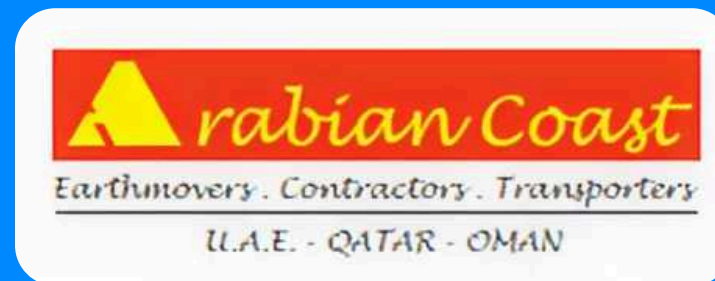 Arabian Coast
Earthmovers . Contractors . Transporters
U.A.E. - QATAR - OMAN